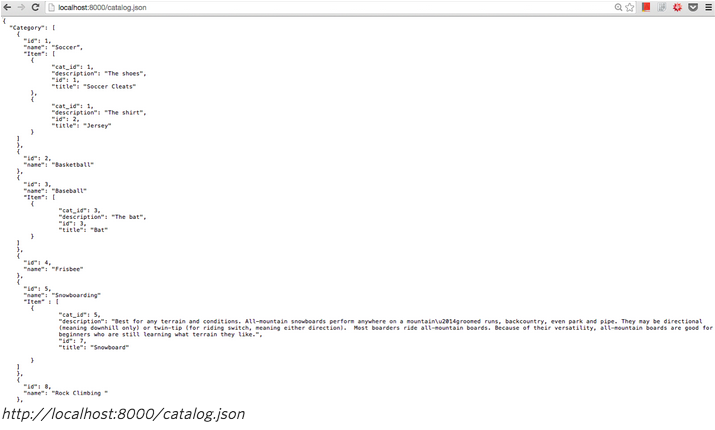 localhost:8000/catalog.json
{
"Category": [
{
"id": 1,
"name": "Soccer",
"Item": [
{
"cat_id": 1,
"description": "The shoes",
"id": 1,
"title": "Soccer Cleats"
},
{
"cat_id": 1,
"description": "The shirt",
"id": 2,
"title": "Jersey"
}
]
},
{
"id": 2,
"name": "Basketball"
},
{
"id": 3,
"name": "Baseball"
"Item": [
{
"cat_id": 3,
"description": "The bat",
"id": 3,
"title": "Bat"
}
]
},
{
"id": 4,
"name": "Frisbee"
},
{
"id": 5,
"name": "Snowboarding"
"Item" : [
{
"cat_id": 5,
"description": "Best for any terrain and conditions. All-mountain snowboards perform anywhere on a mountain\u2014groomed runs, backcountry, even park and pipe. They may be directional
(meaning downhill only) or twin-tip (for riding switch, meaning either direction).  Most boarders ride all-mountain boards. Because of their versatility, all-mountain boards are good for
beginners who are still learning what terrain they like.",
"id": 7,
"title": "Snowboard"
}
]
},
{
"id": 8,
"name": "Rock Climbing "
},
http://localhost:8000/catalog.json